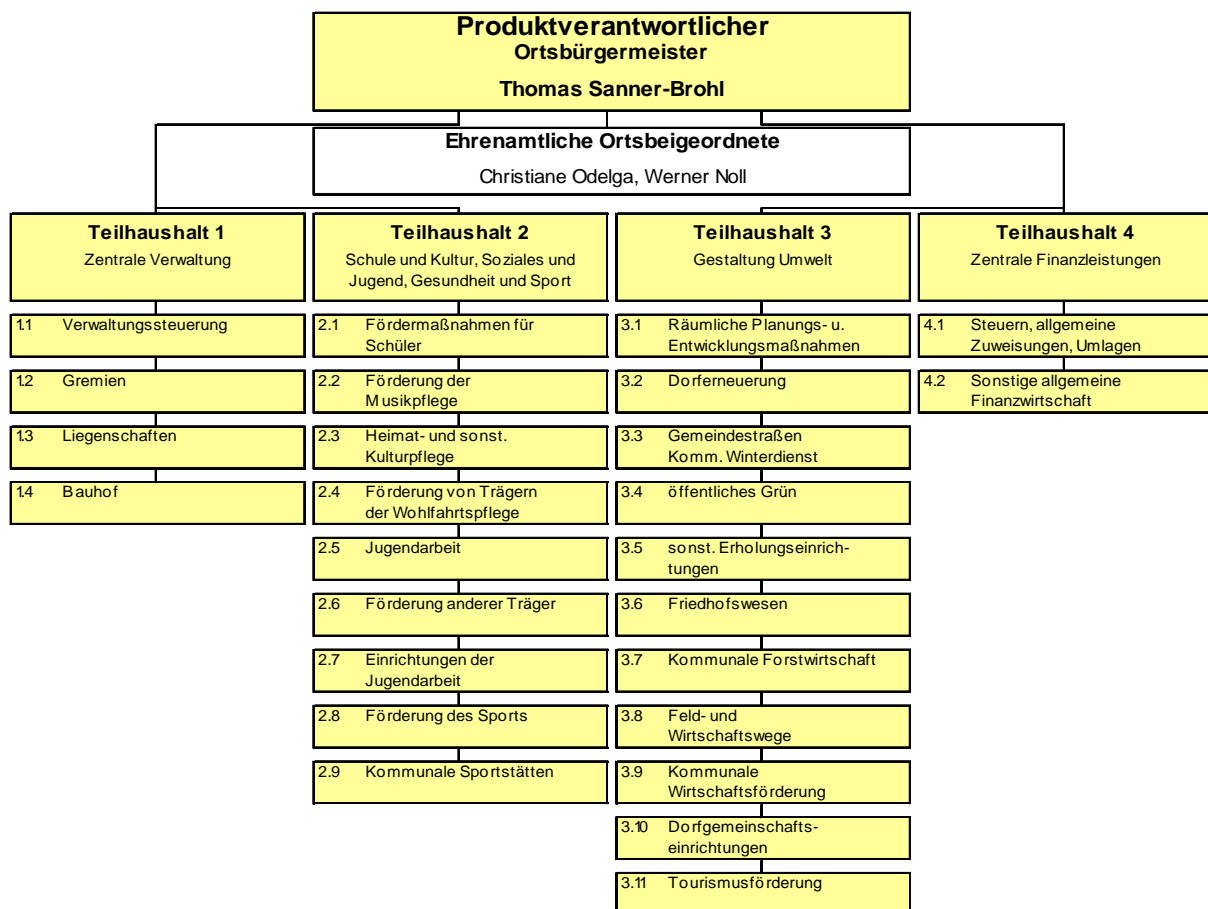 Produktverantwortlicher
Ortsbürgermeister
Thomas Sanner-Brohl
Ehrenamtliche Ortsbeigeordnete
Christiane Odelga, Werner Noll
Teilhaushalt 1
Zentrale Verwaltung
1.1 Verwaltungssteuerung
1.2 Gremien
1.3 Liegenschaften
1.4 Bauhof
Teilhaushalt 2
Schule und Kultur, Soziales und
Jugend, Gesundheit und Sport
2.1 Fördermaßnahmen für
Schüler
2.2 Förderung der
Musikpflege
2.3 Heimat- und sonst.
Kulturpflege
2.4 Förderung von Trägern
der Wohlfahrtspflege
2.5 Jugendarbeit
2.6 Förderung anderer Träger
2.7 Einrichtungen der
Jugendarbeit
2.8 Förderung des Sports
2.9 Kommunale Sportstätten
Teilhaushalt 3
Gestaltung Umwelt
3.1 Räumliche Planungs- u.
Entwicklungsmaßnahmen
3.2 Dorferneuerung
3.3 Gemeindestraßen
Komm. Winterdienst
3.4 öffentliches Grün
3.5 sonst. Erholungseinrich-
tungen
3.6 Friedhofswesen
3.7 Kommunale Forstwirtschaft
3.8 Feld- und
Wirtschaftswege
3.9 Kommunale
Wirtschaftsförderung
3.10 Dorfgemeinschafts-
einrichtungen
3.11 Tourismusförderung
Teilhaushalt 4
Zentrale Finanzleistungen
4.1 Steuern, allgemeine
Zuweisungen, Umlagen
4.2 Sonstige allgemeine
Finanzwirtschaft